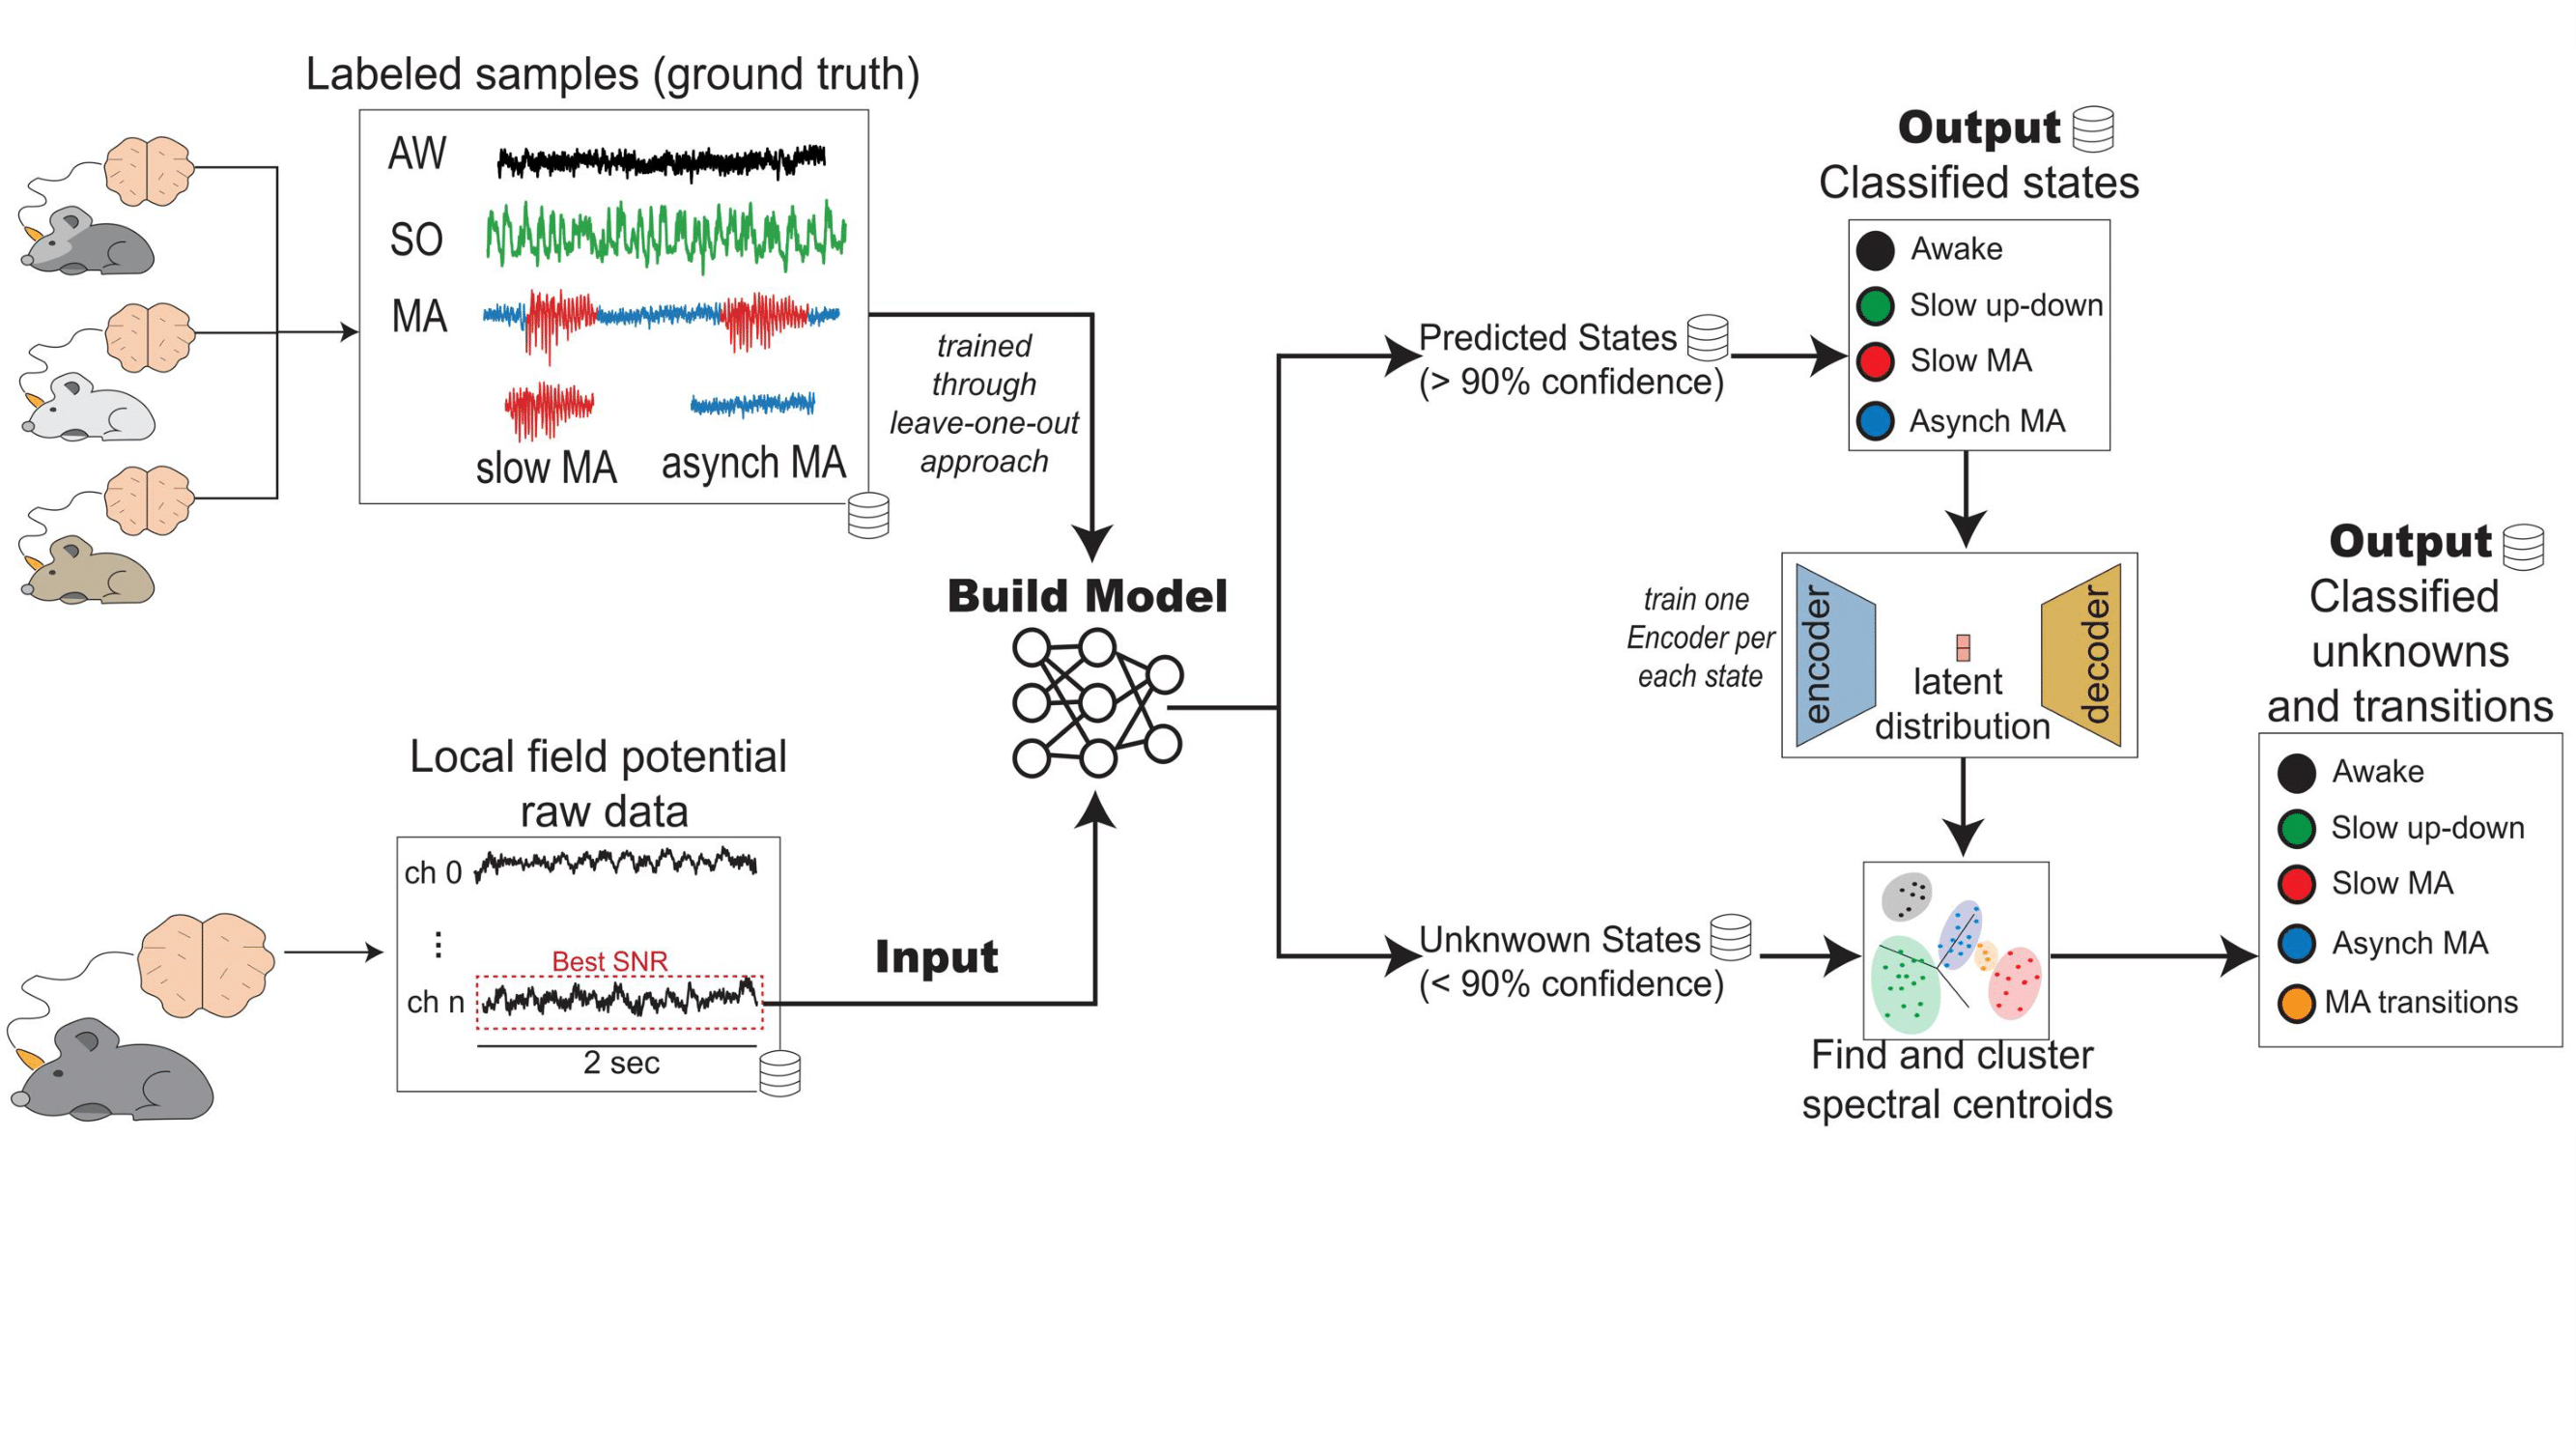 Labeled samples (ground truth)
AW
SO
MA
slow MA
asynch MA
trained
through
leave-one-out
approach
Build Model
Local field potential
raw data
ch 0
⋮
Best SNR
ch n
2 sec
Input
Predicted States
(> 90% confidence)
Unknwown States
(< 90% confidence)
Output
Classified states
Awake
Slow up-down
Slow MA
Asynch MA
train one
Encoder per
each state
encoder
latent
distribution
decoder
Find and cluster
spectral centroids
Output
Classified
unknowns
and transitions
Awake
Slow up-down
Slow MA
Asynch MA
MA transitions